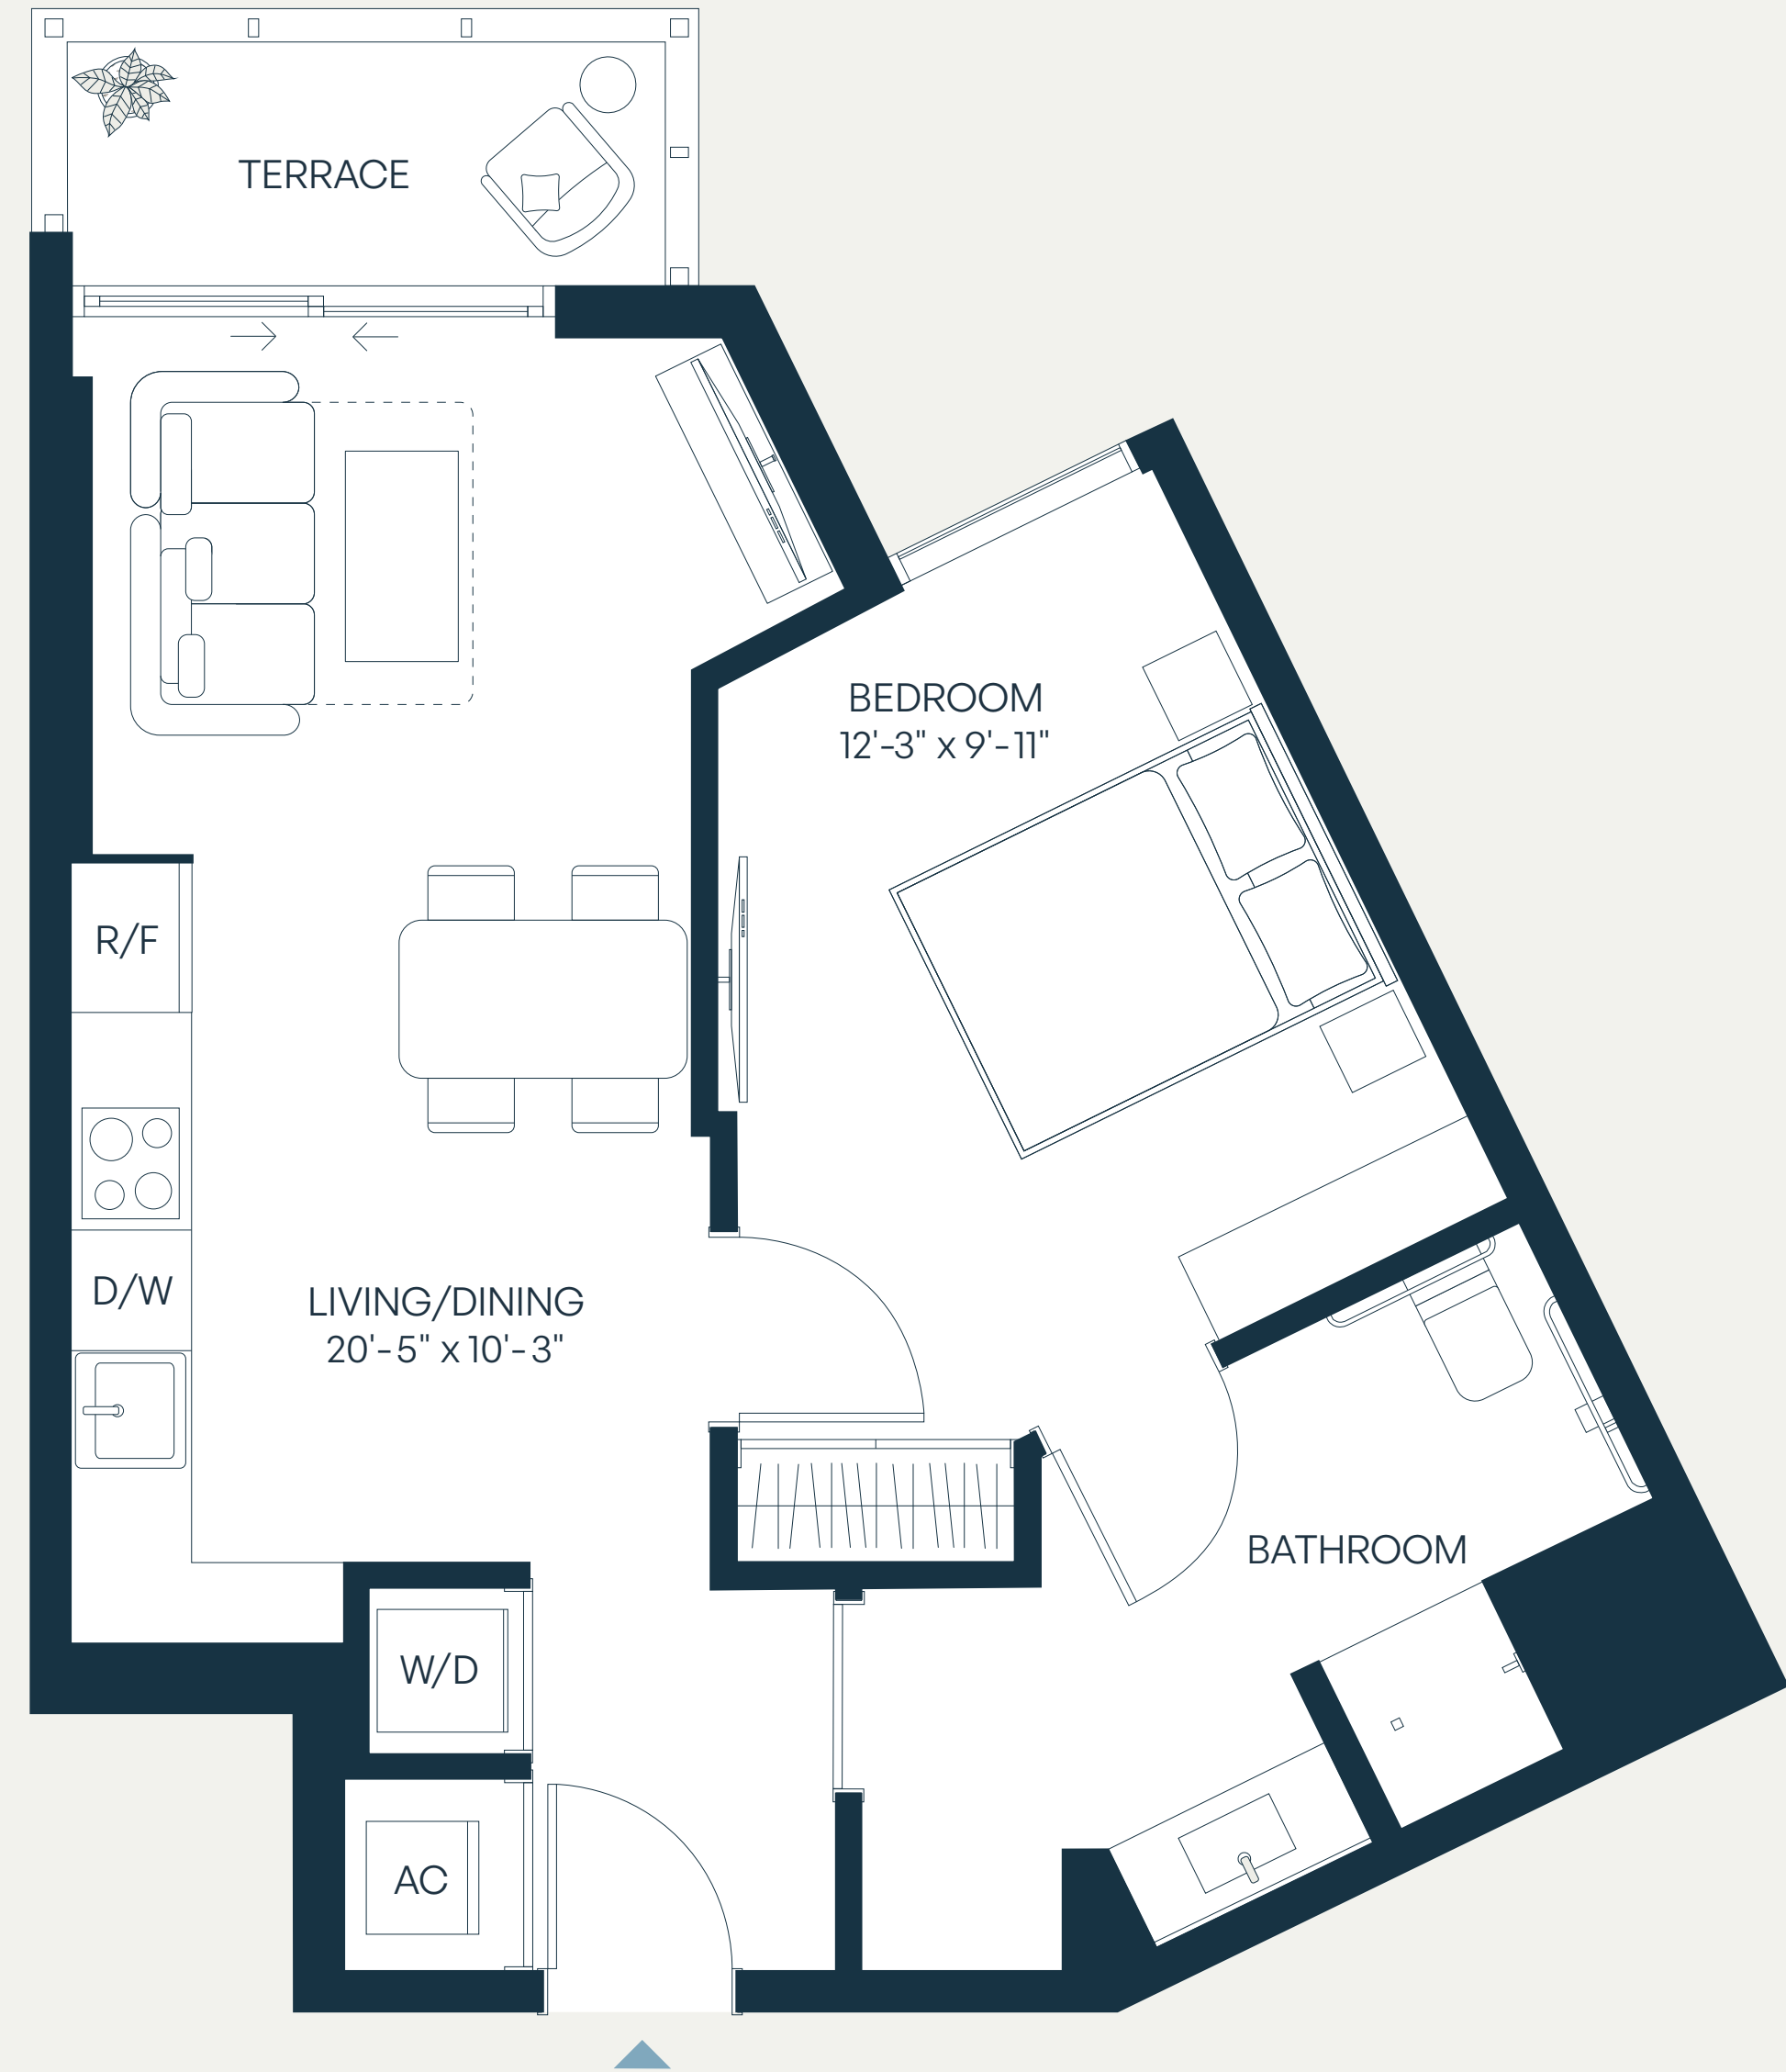 TERRACE
BEDROOM
12'-3" x 9'-11"
R/F
D/W
LIVING/DINING
20'-5" x 10'-3"
BATHROOM
W/D
AC